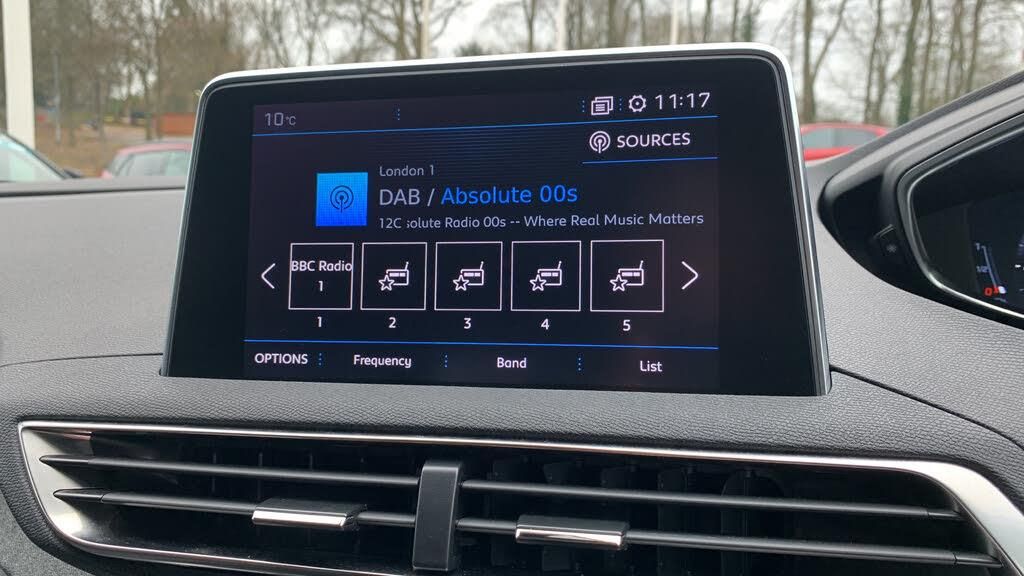 10°C
11:17
SOURCES
London 1
DAB / Absolute 00s
12C :olute Radio 00s -- Where Real Music Matters
BBC Radio
1
1 2 3 4 5
OPTIONS Frequency Band List